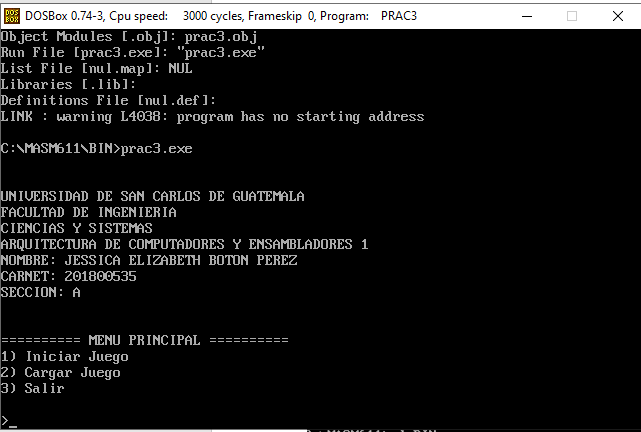 DOSBox 0.74-3, Cpu speed: 3000 cycles, Frameskip 0, Program: PRAC3
Object Modules [.obj]: prac3.obj
Run File [prac3.exe]: "prac3.exe"
List File [nul.map]: NUL
Libraries [.lib]:
Definitions File [nul.def]:
LINK : warning L4038: program has no starting address
C:\MASM611\BIN>prac3.exe
UNIVERSIDAD DE SAN CARLOS DE GUATEMALA
FACULTAD DE INGENIERIA
CIENCIAS Y SISTEMAS
ARQUITECTURA DE COMPUTADORES Y ENSAMBLADORES 1
NOMBRE: JESSICA ELIZABETH BOTON PEREZ
CARNET: 201800535
SECCION: A
========== MENU PRINCIPAL ==========
1) Iniciar Juego
2) Cargar Juego
3) Salir
>_